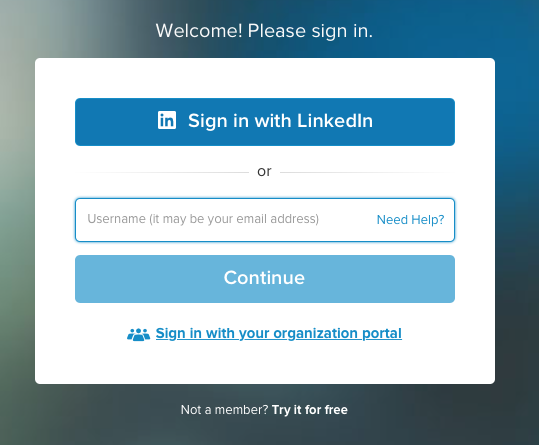 Welcome! Please sign in.
in Sign in with LinkedIn
or
Username (it may be your email address) Need Help?
Continue
Sign in with your organization portal
Not a member? Try it for free